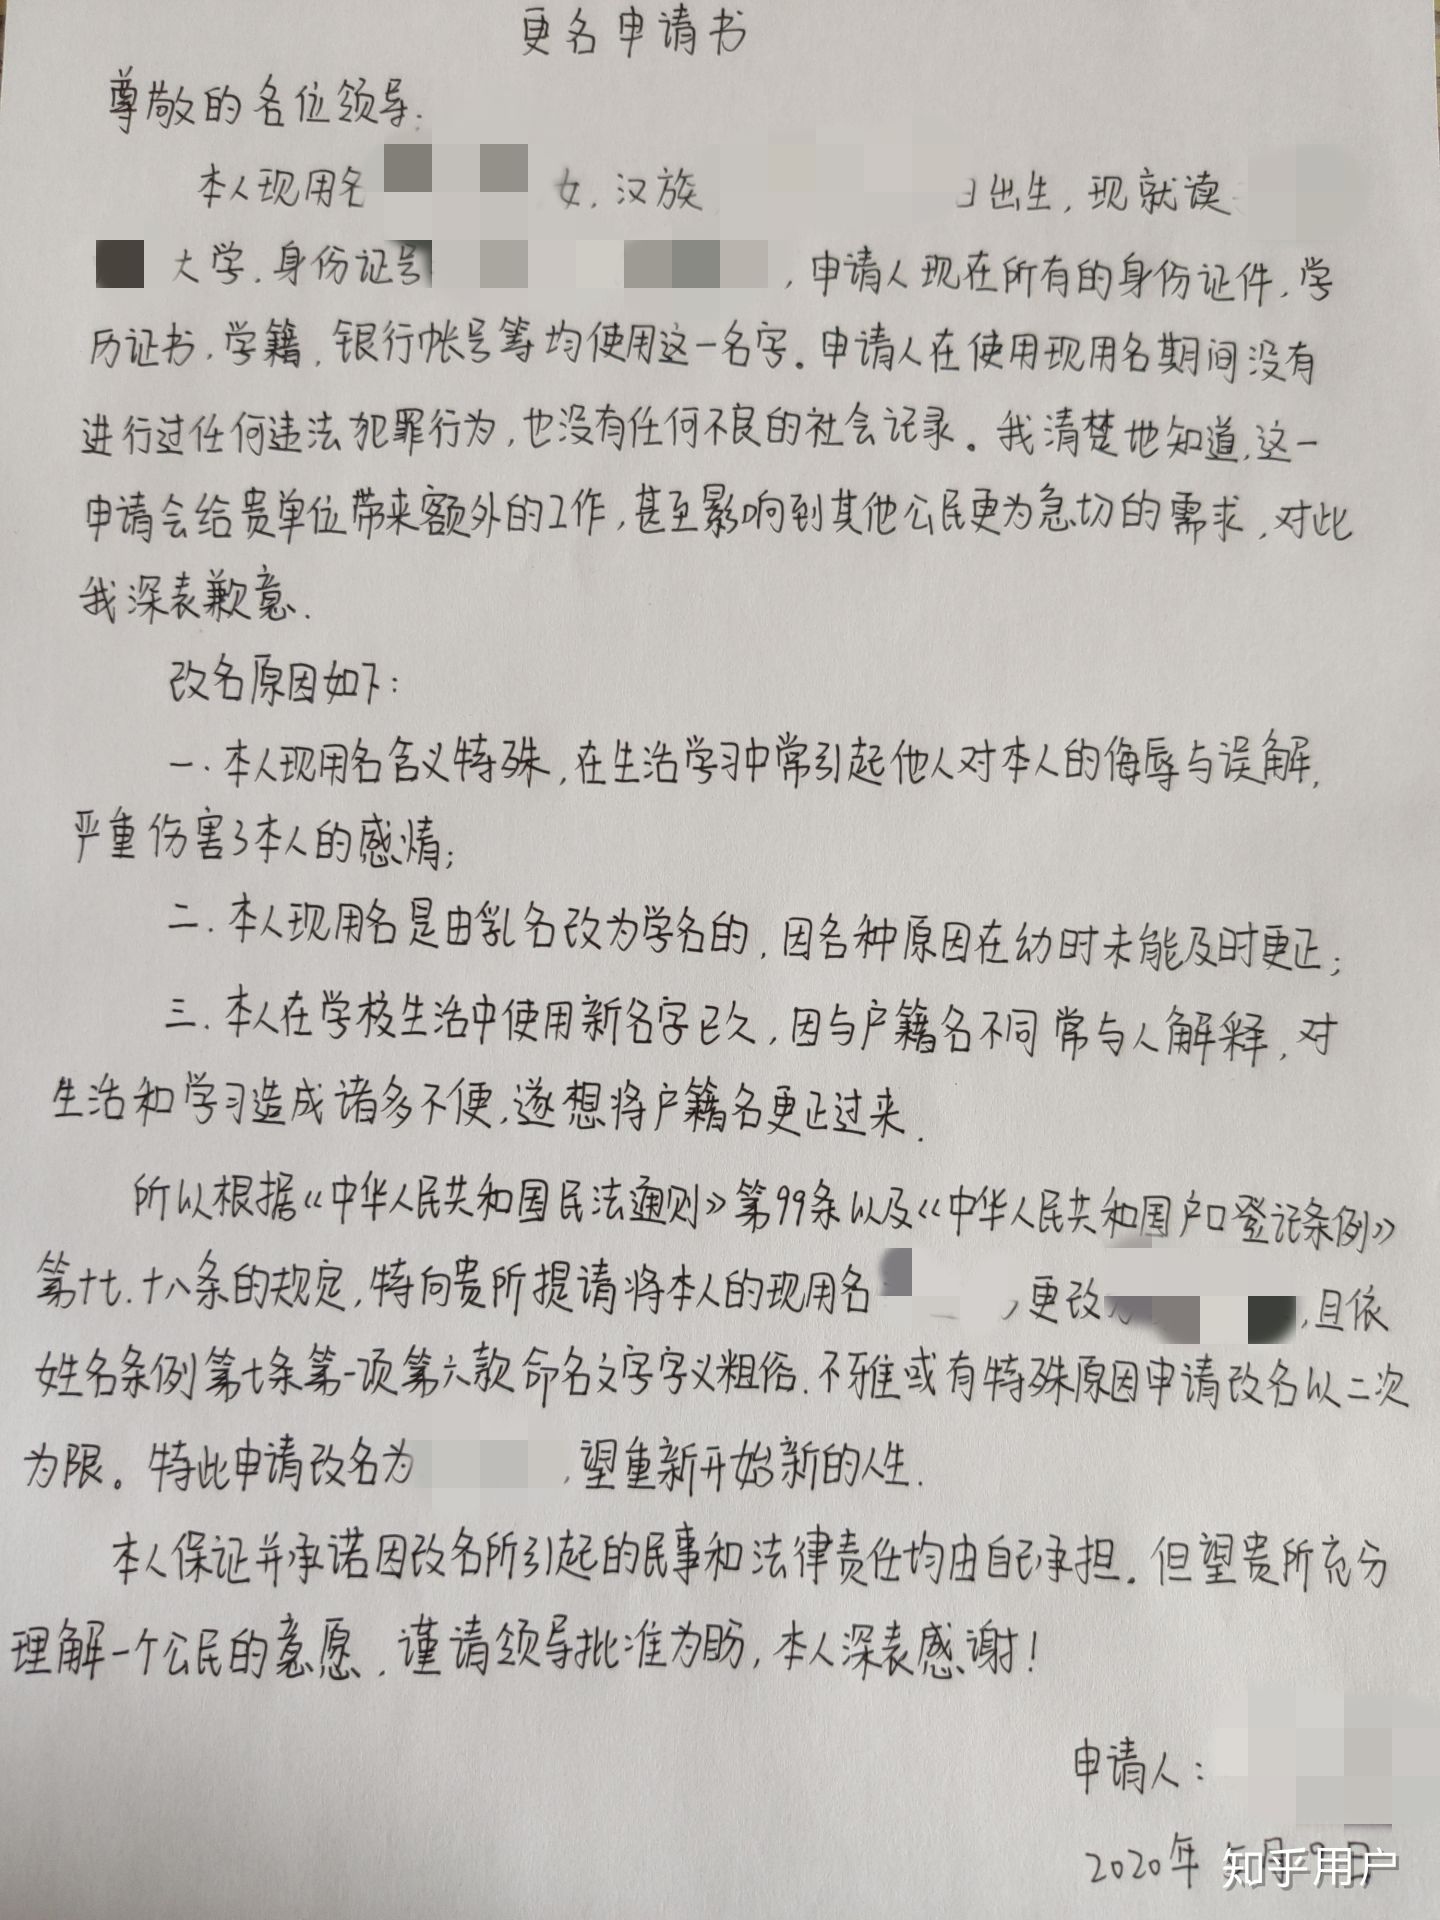 更名申请书
尊敬的各位领导:
本人现用名 女,汉族 日出生,现就读
大学,身份证号 ,申请人现在所有的身份证件,学
历证书,学籍,银行帐号等均使用这一名字。申请人在使用现用名期间没有
进行过任何违法犯罪行为,也没有任何不良的社会记录。我清楚地知道,这一
申请会给贵单位带来额外的工作,甚至影响到其他公民更为急切的需求,对此
我深表歉意.
改名原因如下:
一.本人现用名含义特殊,在生活学习中常引起他人对本人的侮辱与误解,
严重伤害了本人的感情;
二.本人现用名是由乳名改为学名的,因各种原因在幼时未能及时更正;
三.本人在学校生活中使用新名字已久,因与户籍名不同常与人解释,对
生活和学习造成诸多不便,遂想将户籍名更正过来.
所以根据《中华人民共和国民法通则》第99条以及《中华人民共和国户口登记条例》
第十七.十八条的规定,特向贵所提请将本人的现用名 更改 ,且依
姓名条例第七条第一项第六款命名文字字义粗俗.不雅或有特殊原因申请改名以二次
为限。特此申请改名为 ,望重新开始新的人生.
本人保证并承诺因改名所引起的民事和法律责任均由自己承担。但望贵所充分
理解一个公民的意愿,谨请领导批准为盼,本人深表感谢!
申请人:
2020年 月 日
知乎用户